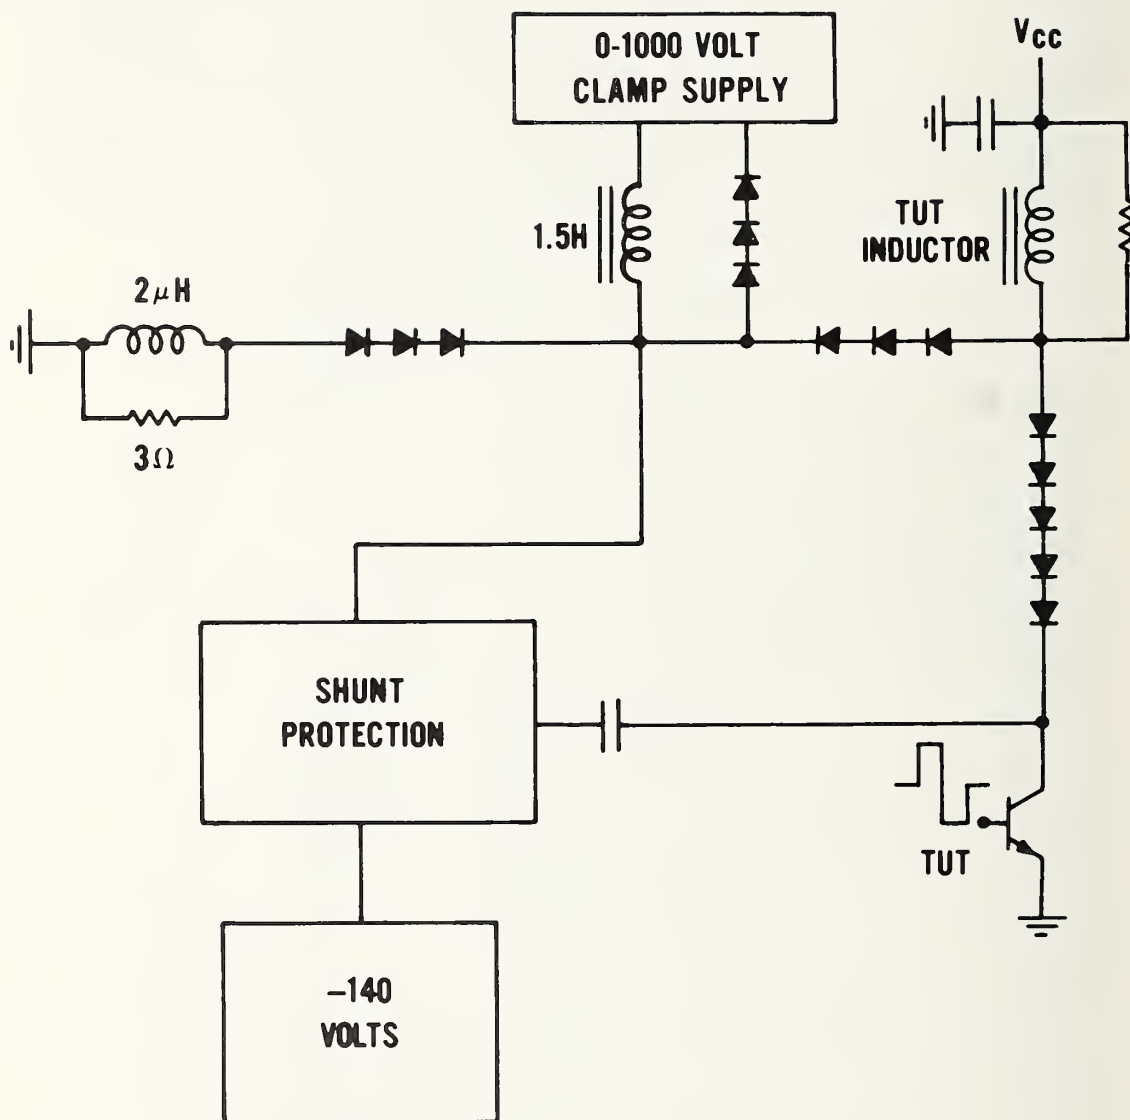 0-1000 VOLT
CLAMP SUPPLY
VCC
1.5H
TUT
INDUCTOR
2μH
3Ω
SHUNT
PROTECTION
TUT
-140
VOLTS